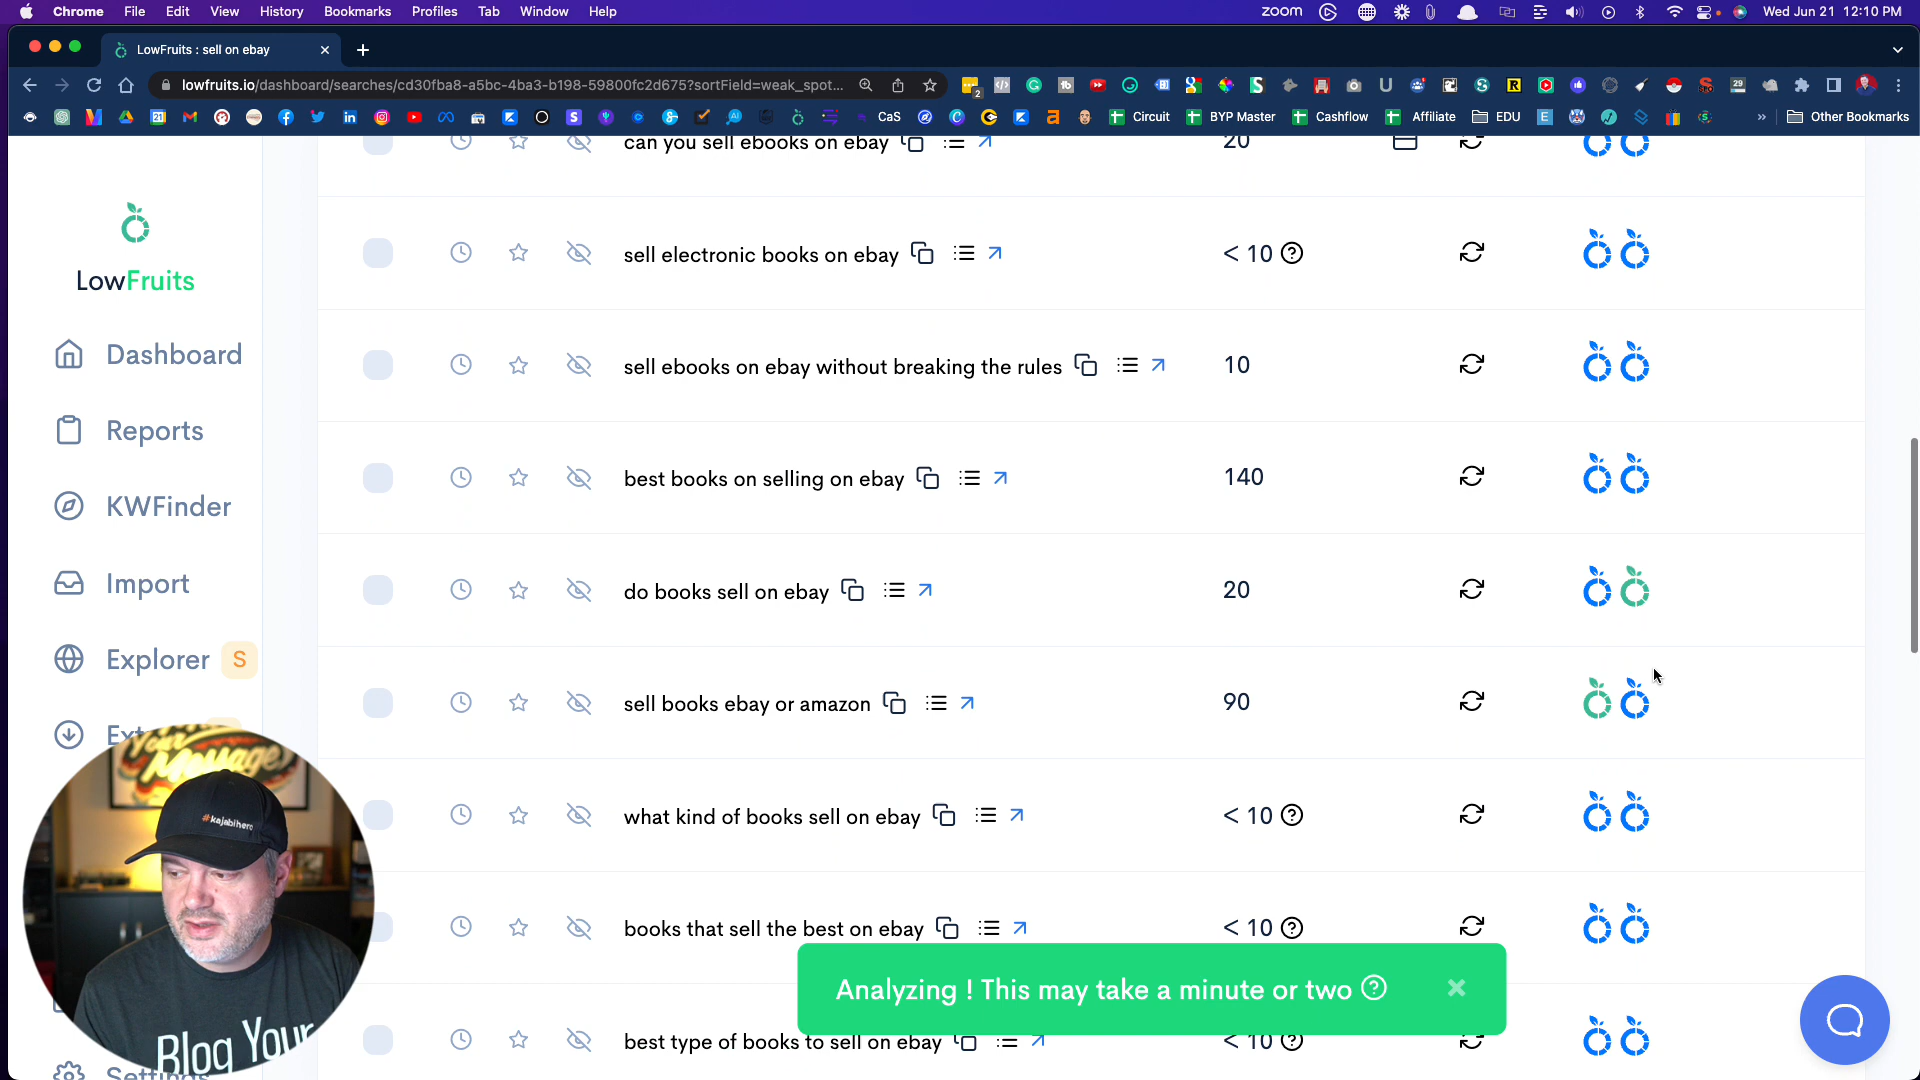 Chrome File Edit View History Bookmarks Profiles Tab Window Help zoom Wed Jun 21 12:10 PM
LowFruits : sell on ebay
lowfruits.io/dashboard/searches/cd30fba8-a5bc-4ba3-b198-59800fc2d675?sortField=weak_spot...
CaS Circuit BYP Master Cashflow Affiliate EDU » Other Bookmarks
can you sell ebooks on ebay 20
sell electronic books on ebay < 10
LowFruits
Dashboard
sell ebooks on ebay without breaking the rules 10
Reports
best books on selling on ebay 140
KWFinder
Import
do books sell on ebay 20
Explorer S
sell books ebay or amazon 90
what kind of books sell on ebay < 10
#kajabihero
books that sell the best on ebay < 10
Analyzing ! This may take a minute or two
best type of books to sell on ebay < 10
Blog Your
Settings